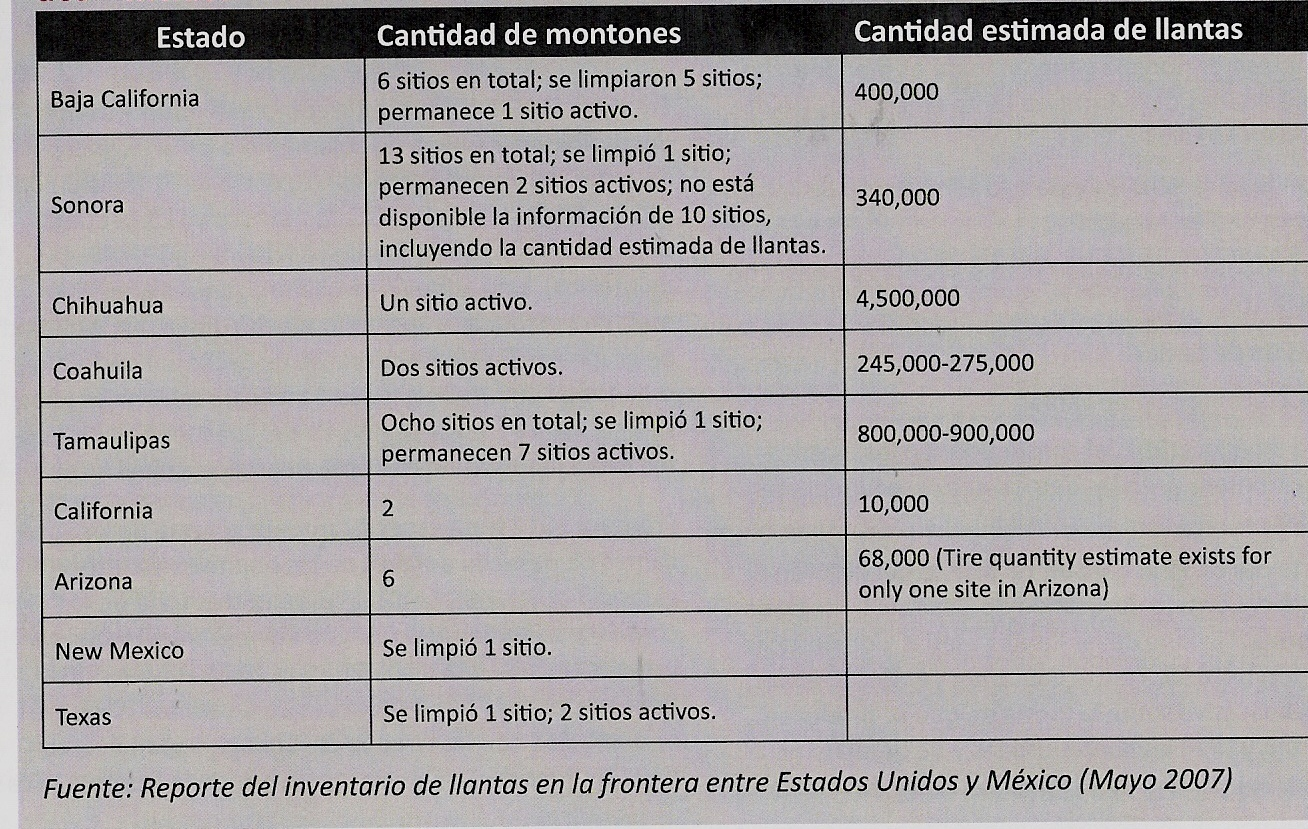 Estado
Cantidad de montones
Cantidad estimada de llantas
Baja California
6 sitios en total; se limpiaron 5 sitios;
permanece 1 sitio activo.
400,000
Sonora
13 sitios en total; se limpió 1 sitio;
permanecen 2 sitios activos; no está
disponible la información de 10 sitios,
incluyendo la cantidad estimada de llantas.
340,000
Chihuahua
Un sitio activo.
4,500,000
Coahuila
Dos sitios activos.
245,000-275,000
Tamaulipas
Ocho sitios en total; se limpió 1 sitio;
permanecen 7 sitios activos.
800,000-900,000
California
2
10,000
Arizona
6
68,000 (Tire quantity estimate exists for
only one site in Arizona)
New Mexico
Se limpió 1 sitio.
Texas
Se limpió 1 sitio; 2 sitios activos.
Fuente: Reporte del inventario de llantas en la frontera entre Estados Unidos y México (Mayo 2007)